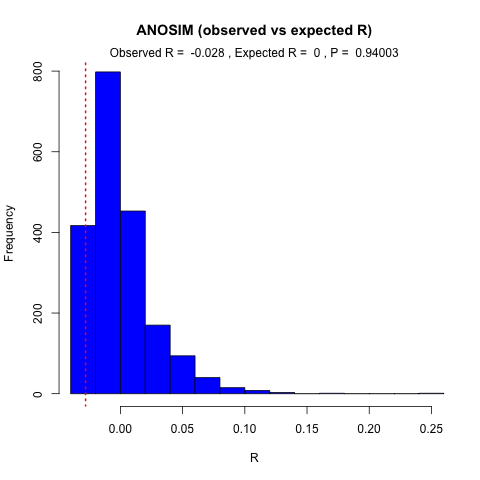 ANOSIM (observed vs expected R)
Observed R =  -0.028 , Expected R =  0 , P =  0.94003
Frequency
800
600
400
200
0
0.00 0.05 0.10 0.15 0.20 0.25
R